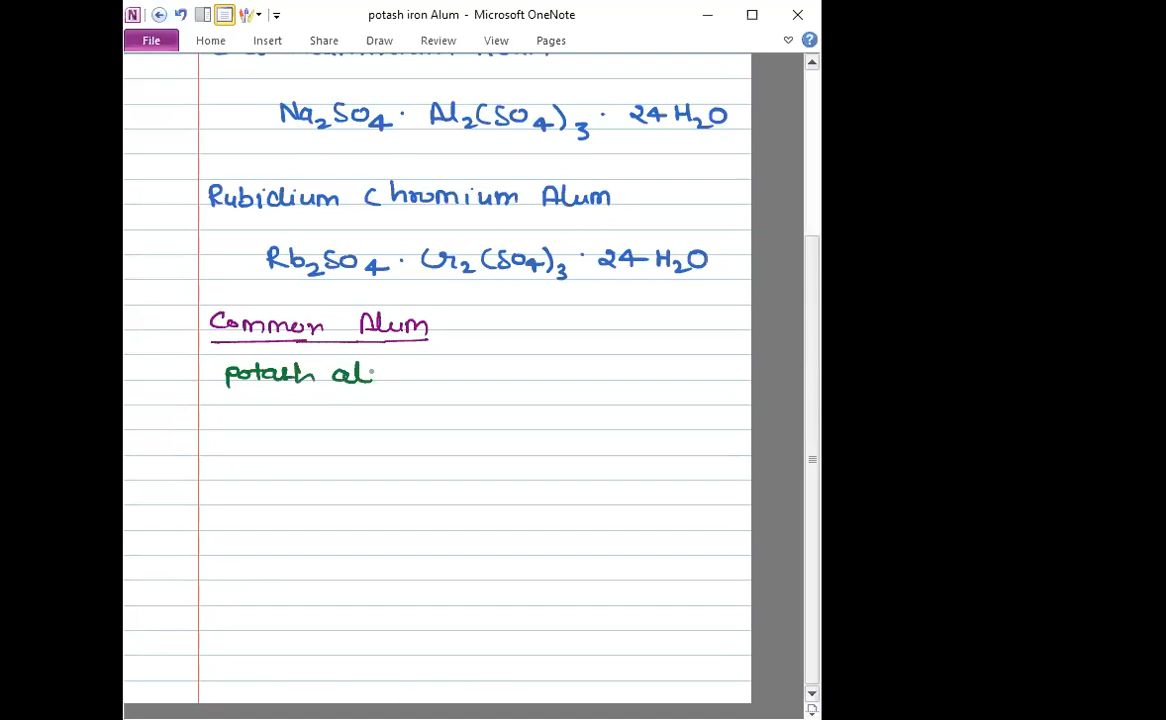 potash iron Alum - Microsoft OneNote
File Home Insert Share Draw Review View Pages
Na₂SO₄ · Al₂(SO₄)₃ · 24H₂O
Rubidium Chromium Alum
Rb₂SO₄ · Cr₂(SO₄)₃ · 24H₂O
Common Alum
potash al